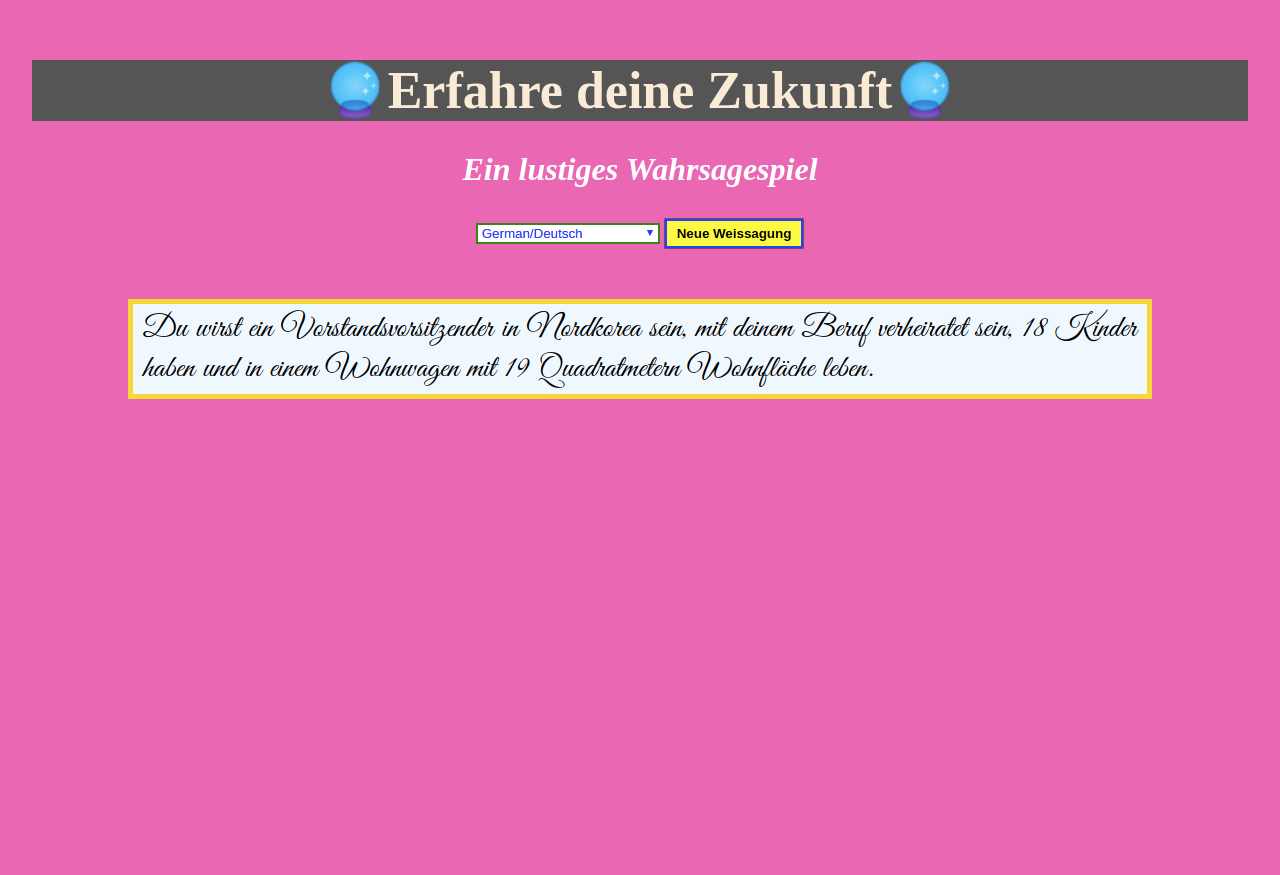 🔮Erfahre deine Zukunft🔮
Ein lustiges Wahrsagespiel
German/Deutsch ▼ Neue Weissagung
Du wirst ein Vorstandsvorsitzender in Nordkorea sein, mit deinem Beruf verheiratet sein, 18 Kinder
haben und in einem Wohnwagen mit 19 Quadratmetern Wohnfläche leben.